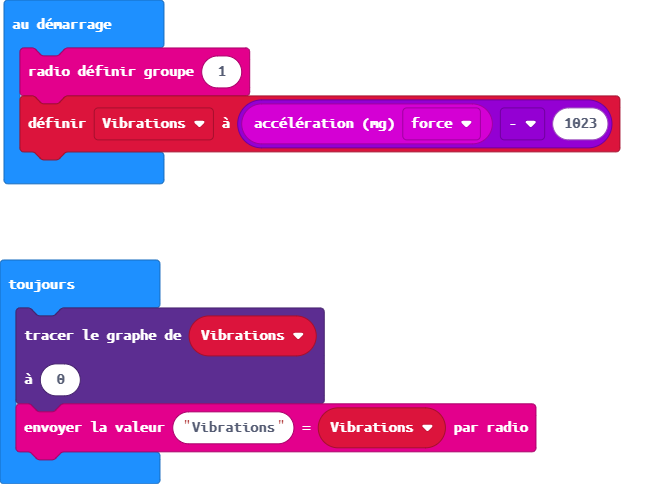 au démarrage
radio définir groupe 1
définir Vibrations à accélération (mg) force - 1023
toujours
tracer le graphe de Vibrations
à 0
envoyer la valeur "Vibrations" = Vibrations par radio